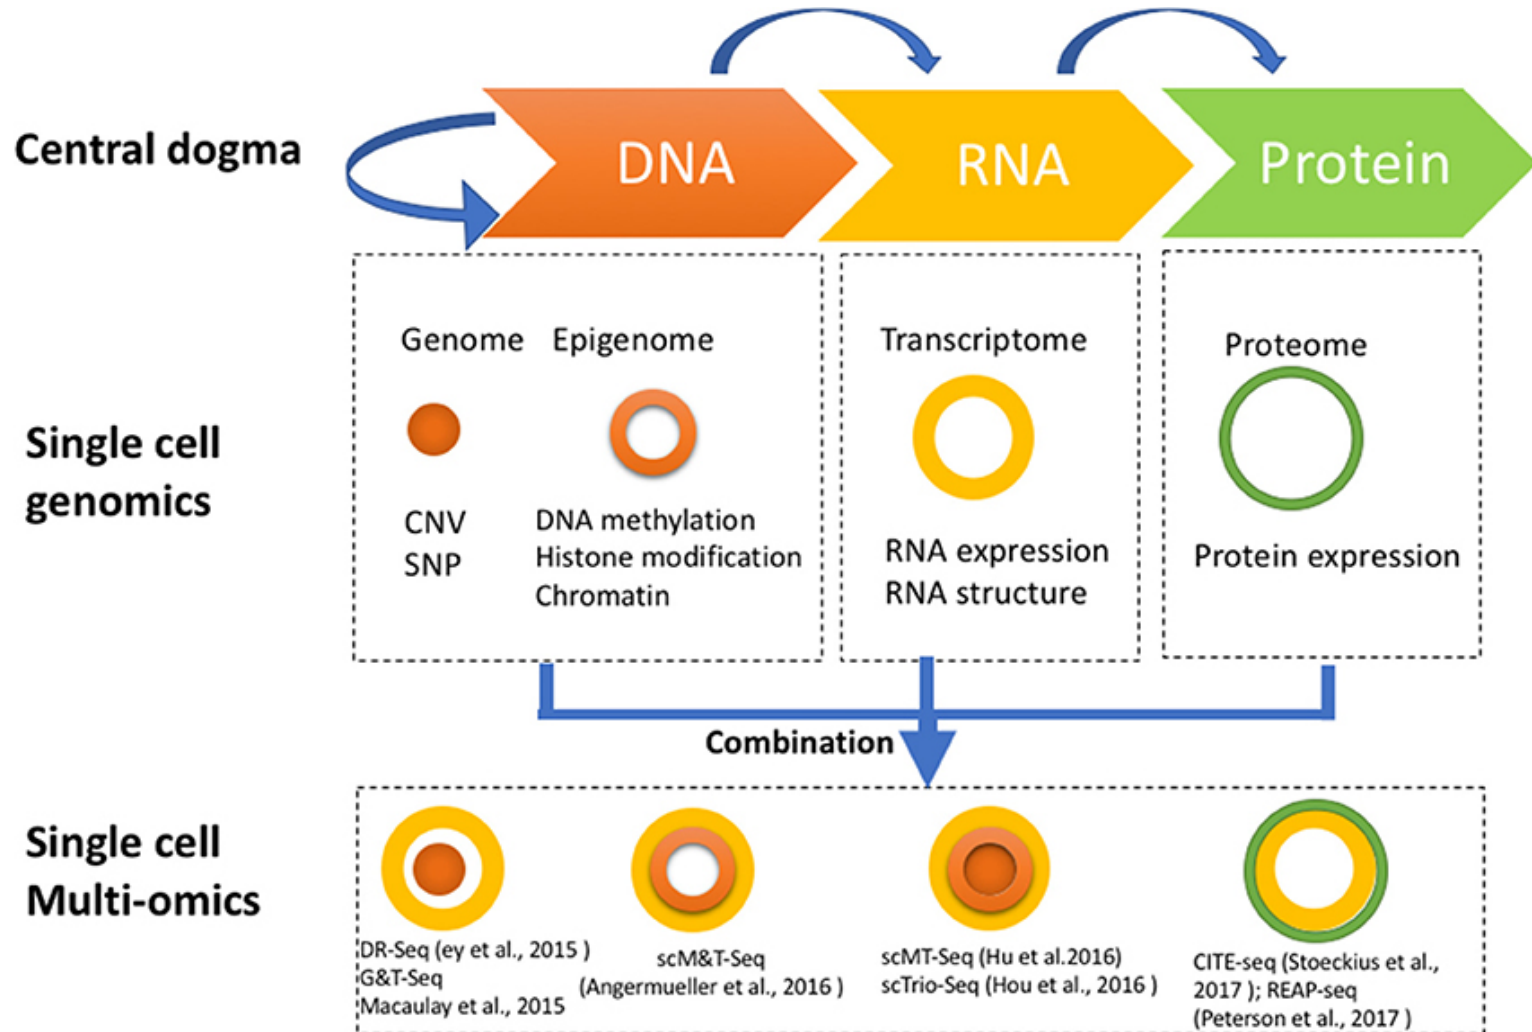 Central dogma
DNA
RNA
Protein
Single cell
genomics
Genome
CNV
SNP
Epigenome
DNA methylation
Histone modification
Chromatin
Transcriptome
RNA expression
RNA structure
Proteome
Protein expression
Combination
Single cell
Multi-omics
DR-Seq (ey et al., 2015 )
G&T-Seq
Macaulay et al., 2015
scM&T-Seq
(Angermueller et al., 2016 )
scMT-Seq (Hu et al.2016)
scTrio-Seq (Hou et al., 2016 )
CITE-seq (Stoeckius et al.,
2017 ); REAP-seq
(Peterson et al., 2017 )